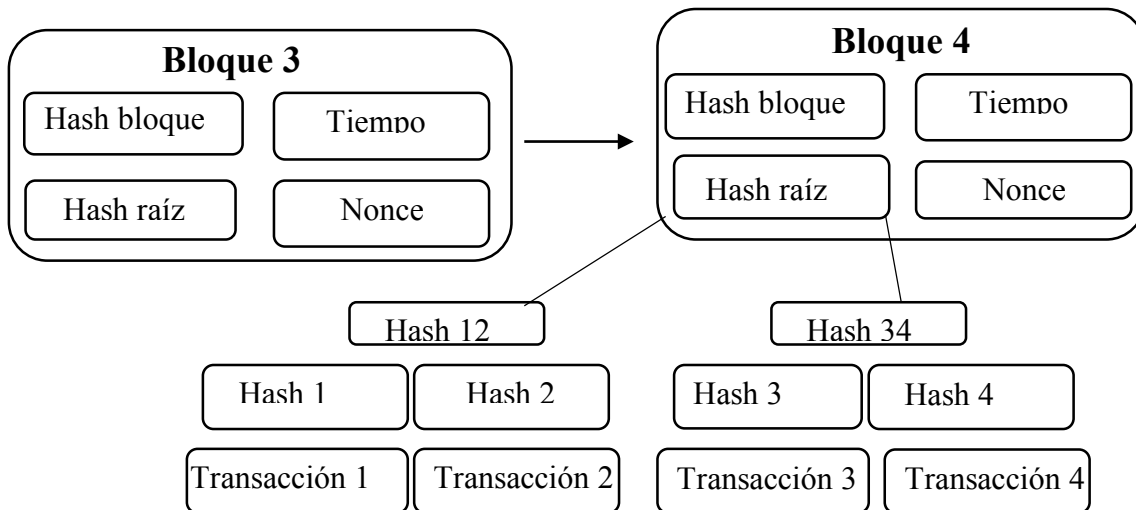 Bloque 3
Hash bloque
Tiempo
Hash raíz
Nonce
Bloque 4
Hash bloque
Tiempo
Hash raíz
Nonce
Hash 12
Hash 34
Hash 1
Hash 2
Hash 3
Hash 4
Transacción 1
Transacción 2
Transacción 3
Transacción 4